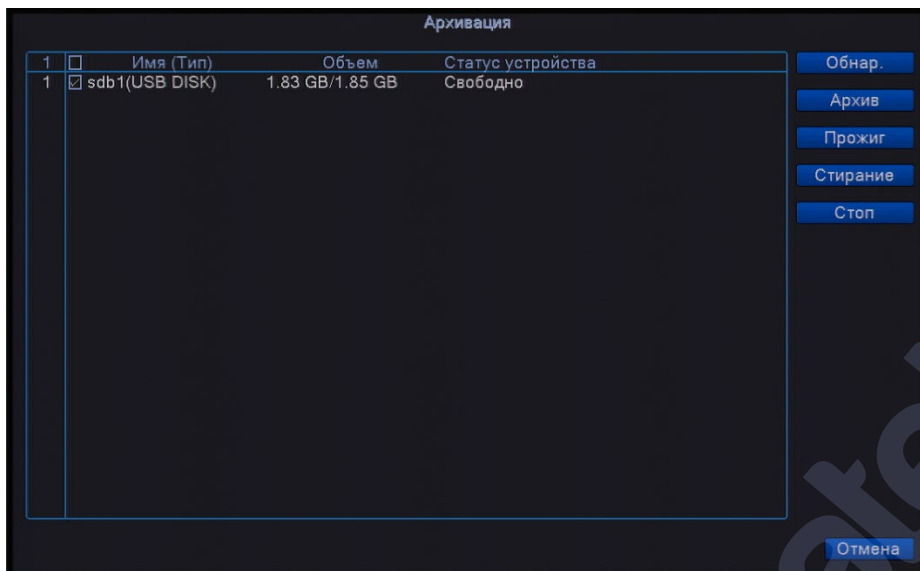 Архивация
1 Имя (Тип) Объем Статус устройства
1 sdb1(USB DISK) 1.83 GB/1.85 GB Свободно
Обнар.
Архив
Прожиг
Стирание
Стоп
Отмена